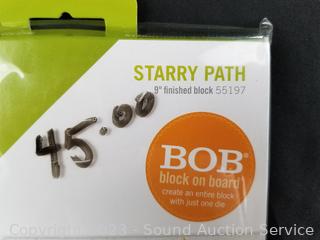 STARRY PATH
9" finished block 55197
45.00
BOB®
block on board
create an entire block
with just one die
Copyright 2023 - Sound Auction Service